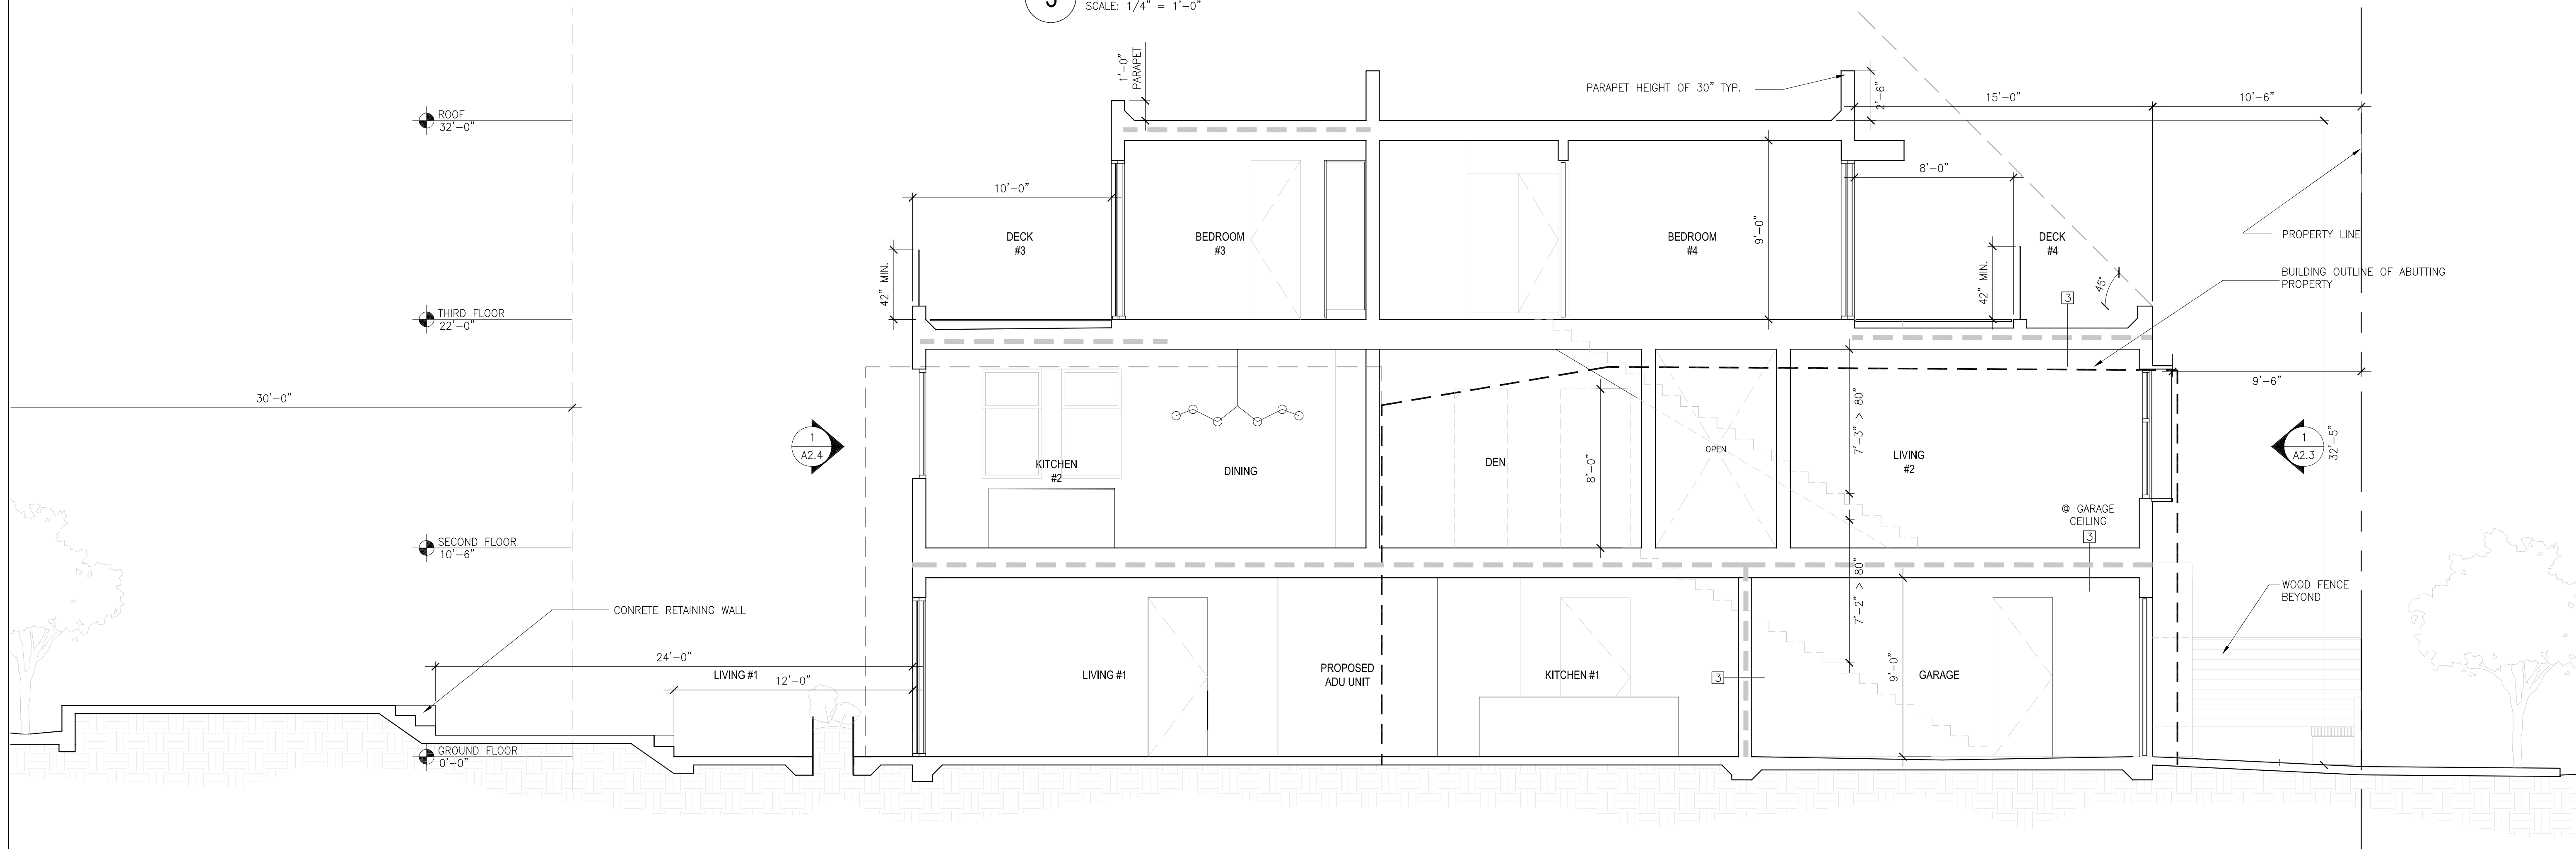 3
SCALE: 1/4" = 1'-0"
1'-0"
PARAPET
PARAPET HEIGHT OF 30" TYP.
2'-6"
15'-0"
10'-6"
ROOF
32'-0"
10'-0"
8'-0"
DECK
#3
BEDROOM
#3
BEDROOM
#4
9'-0"
DECK
#4
PROPERTY LINE
42" MIN.
42" MIN.
45°
BUILDING OUTLINE OF ABUTTING
PROPERTY
3
THIRD FLOOR
22'-0"
30'-0"
9'-6"
7'-3" > 80"
1
A2.4
KITCHEN
#2
DINING
DEN
8'-0"
OPEN
LIVING
#2
1
A2.3
32'-5"
@ GARAGE
CEILING
3
SECOND FLOOR
10'-6"
7'-2" > 80"
WOOD FENCE
BEYOND
CONRETE RETAINING WALL
24'-0"
LIVING #1
12'-0"
LIVING #1
PROPOSED
ADU UNIT
KITCHEN #1
3
9'-0"
GARAGE
GROUND FLOOR
0'-0"